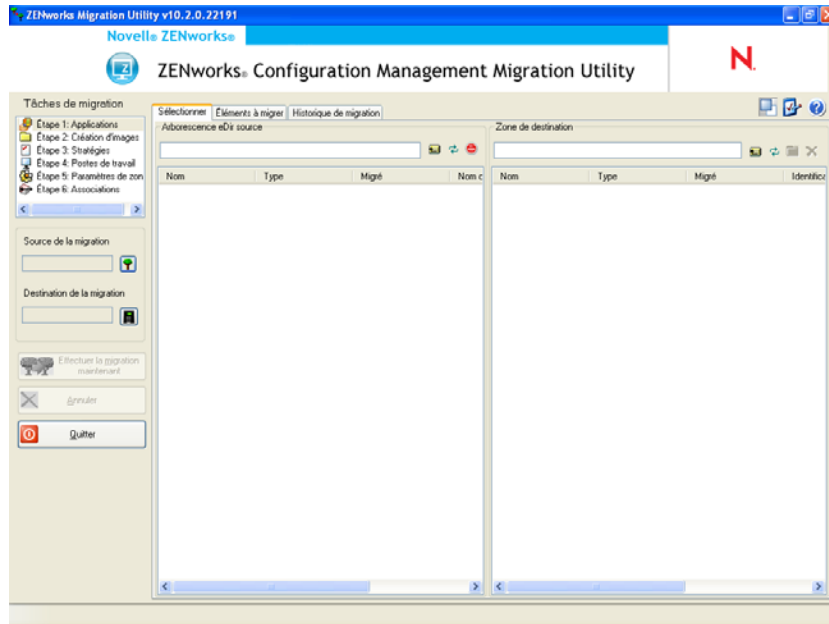 ZENworks Migration Utility v10.2.0.22191
Novell® ZENworks®
ZENworks® Configuration Management Migration Utility
N.
Tâches de migration
Étape 1: Applications
Étape 2: Création d'images
Étape 3: Stratégies
Étape 4: Postes de travail
Étape 5: Paramètres de zon
Étape 6: Associations
Source de la migration
Destination de la migration
Effectuer la migration
maintenant
Annuler
Quitter
Sélectionner Éléments à migrer Historique de migration
Arborescence eDir source
Nom Type Migré Nom c
Zone de destination
Nom Type Migré Identifica